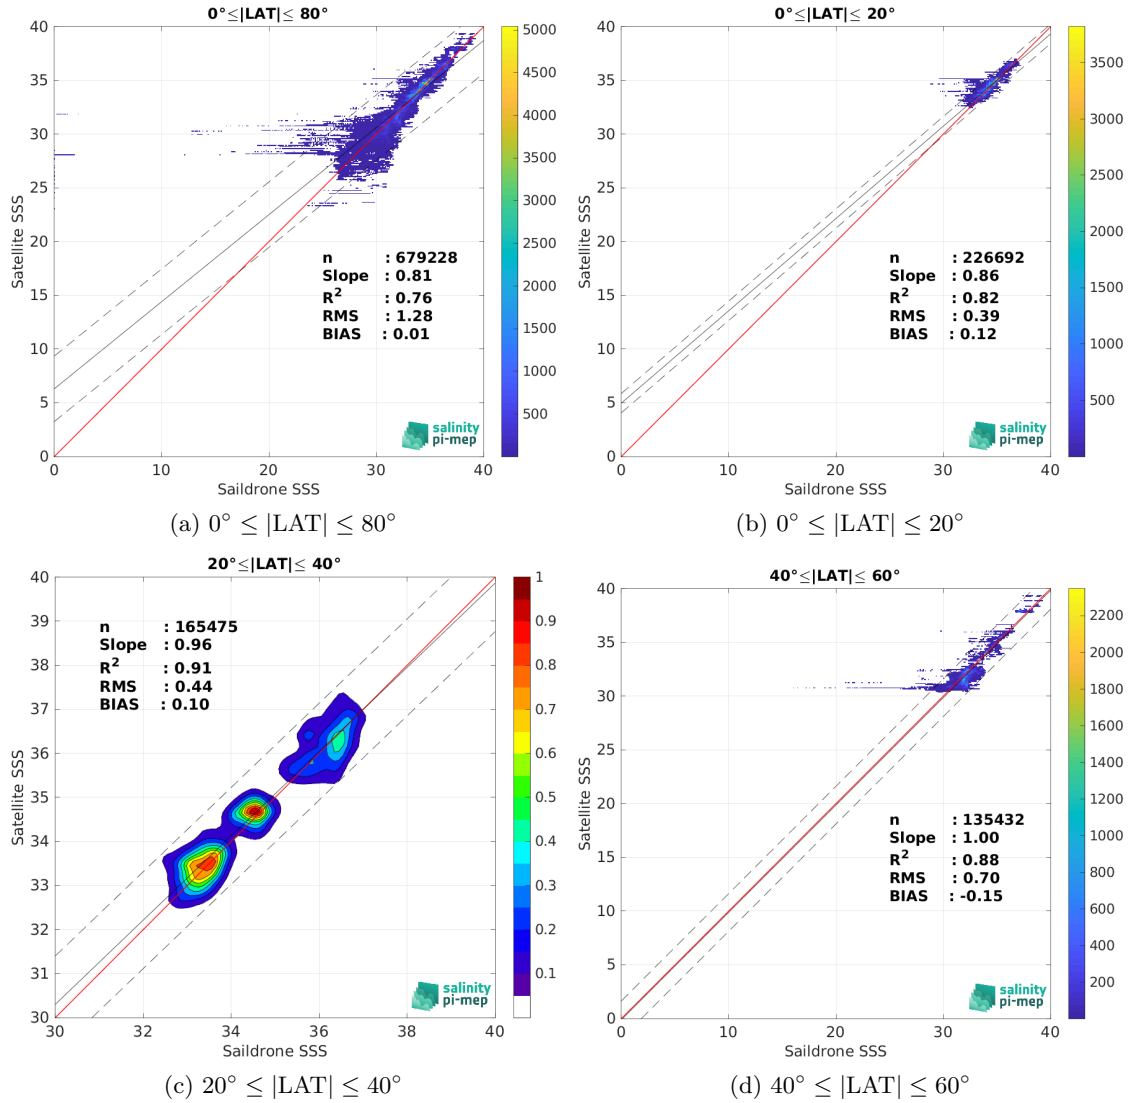 0°≤|LAT|≤ 80°
40
35
30
25
20
15
10
5
0
Satellite SSS
n : 679228
Slope : 0.81
R² : 0.76
RMS : 1.28
BIAS : 0.01
salinity
pi-mep
0 10 20 30 40
Saildrone SSS
5000
4500
4000
3500
3000
2500
2000
1500
1000
500
(a) 0° ≤ |LAT| ≤ 80°
0°≤|LAT|≤ 20°
40
35
30
25
20
15
10
5
0
Satellite SSS
n : 226692
Slope : 0.86
R² : 0.82
RMS : 0.39
BIAS : 0.12
salinity
pi-mep
0 10 20 30 40
Saildrone SSS
3500
3000
2500
2000
1500
1000
500
(b) 0° ≤ |LAT| ≤ 20°
20°≤|LAT|≤ 40°
40
39
38
37
36
35
34
33
32
31
30
Satellite SSS
n : 165475
Slope : 0.96
R² : 0.91
RMS : 0.44
BIAS : 0.10
salinity
pi-mep
30 32 34 36 38 40
Saildrone SSS
1
0.9
0.8
0.7
0.6
0.5
0.4
0.3
0.2
0.1
(c) 20° ≤ |LAT| ≤ 40°
40°≤|LAT|≤ 60°
40
35
30
25
20
15
10
5
0
Satellite SSS
n : 135432
Slope : 1.00
R² : 0.88
RMS : 0.70
BIAS : -0.15
salinity
pi-mep
0 10 20 30 40
Saildrone SSS
2200
2000
1800
1600
1400
1200
1000
800
600
400
200
(d) 40° ≤ |LAT| ≤ 60°